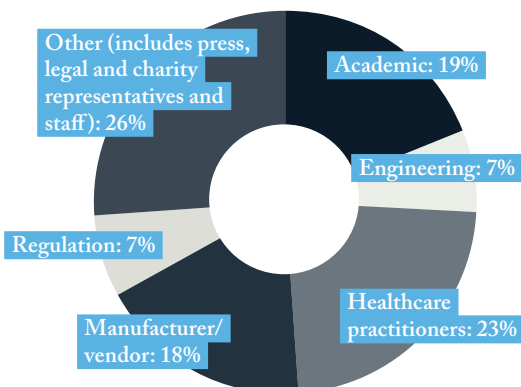 Other (includes press,
legal and charity
representatives and
staff): 26%
Academic: 19%
Engineering: 7%
Regulation: 7%
Healthcare
practitioners: 23%
Manufacturer/
vendor: 18%